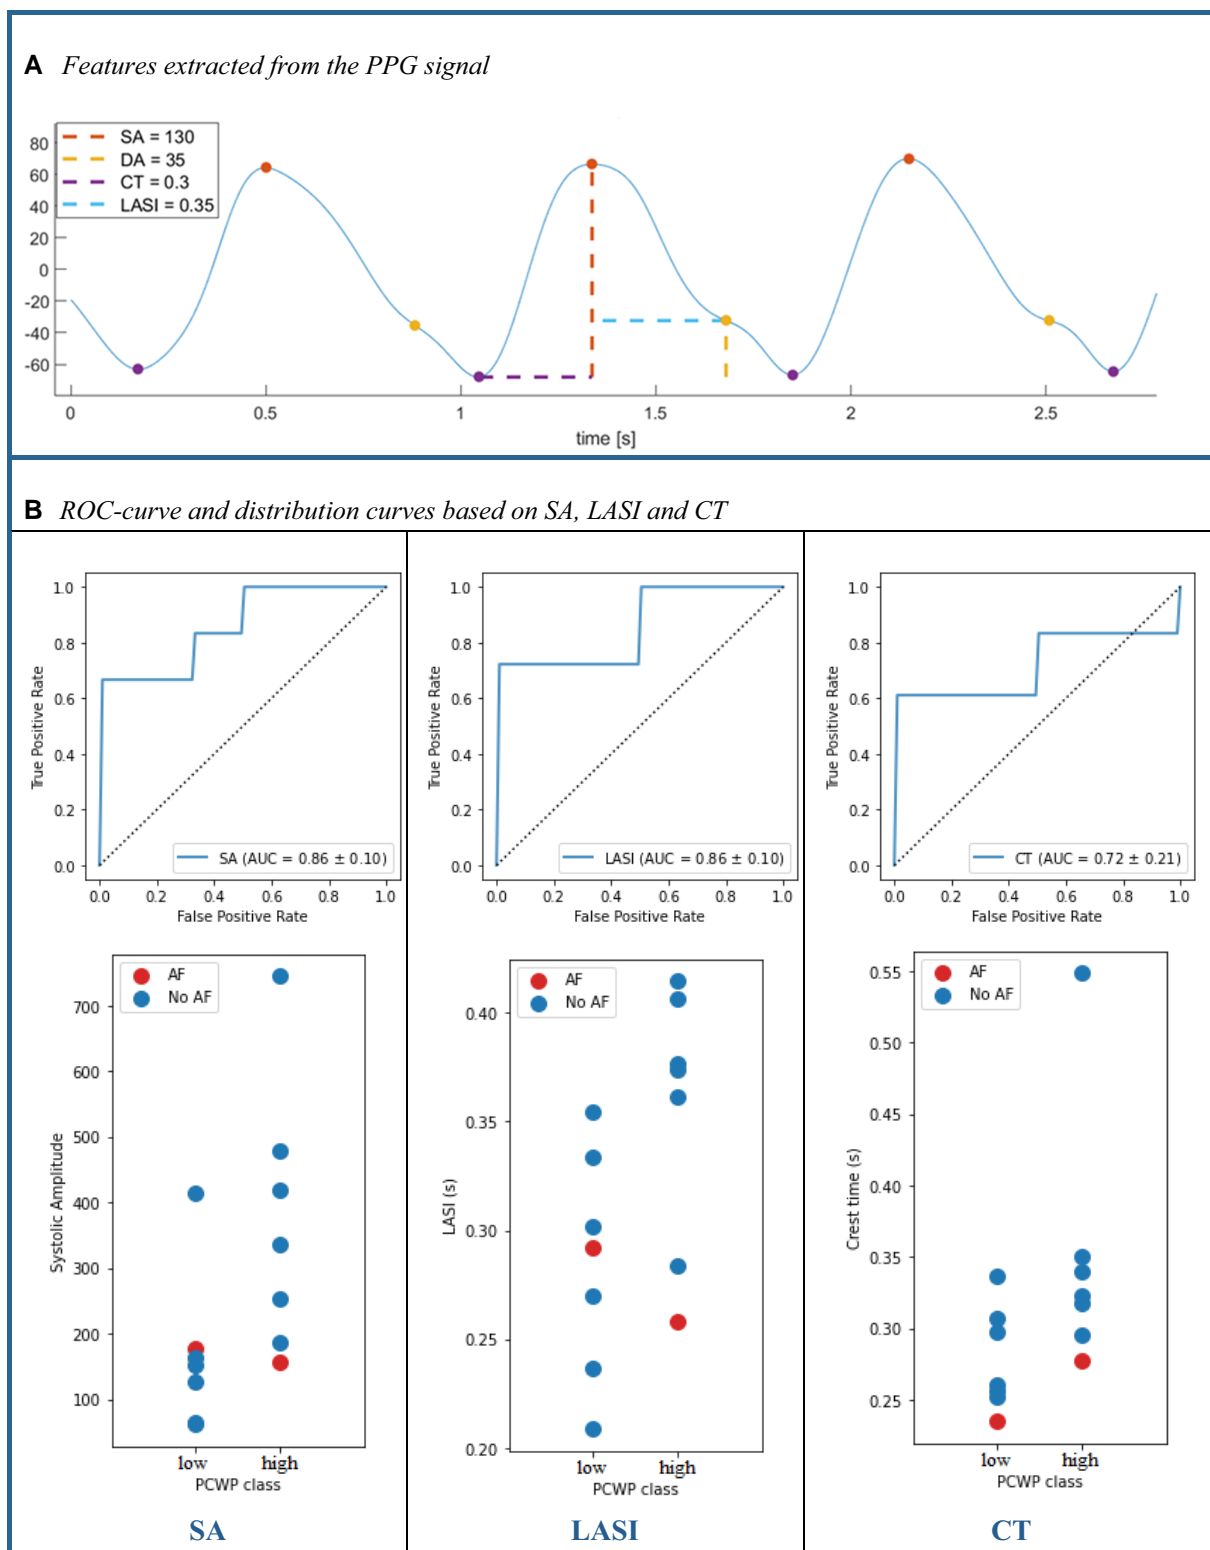 A Features extracted from the PPG signal
SA = 130
DA = 35
CT = 0.3
LASI = 0.35
80
60
40
20
0
-20
-40
-60
0 0.5 1 1.5 2 2.5
time [s]
B ROC-curve and distribution curves based on SA, LASI and CT
1.0
0.8
0.6
0.4
0.2
0.0
True Positive Rate
SA (AUC = 0.86 ± 0.10)
0.0 0.2 0.4 0.6 0.8 1.0
False Positive Rate
1.0
0.8
0.6
0.4
0.2
0.0
True Positive Rate
LASI (AUC = 0.86 ± 0.10)
0.0 0.2 0.4 0.6 0.8 1.0
False Positive Rate
1.0
0.8
0.6
0.4
0.2
0.0
True Positive Rate
CT (AUC = 0.72 ± 0.21)
0.0 0.2 0.4 0.6 0.8 1.0
False Positive Rate
AF
No AF
700
600
500
400
300
200
100
Systolic Amplitude
low high
PCWP class
SA
AF
No AF
0.40
0.35
0.30
0.25
0.20
LASI (s)
low high
PCWP class
LASI
AF
No AF
0.55
0.50
0.45
0.40
0.35
0.30
0.25
Crest time (s)
low high
PCWP class
CT